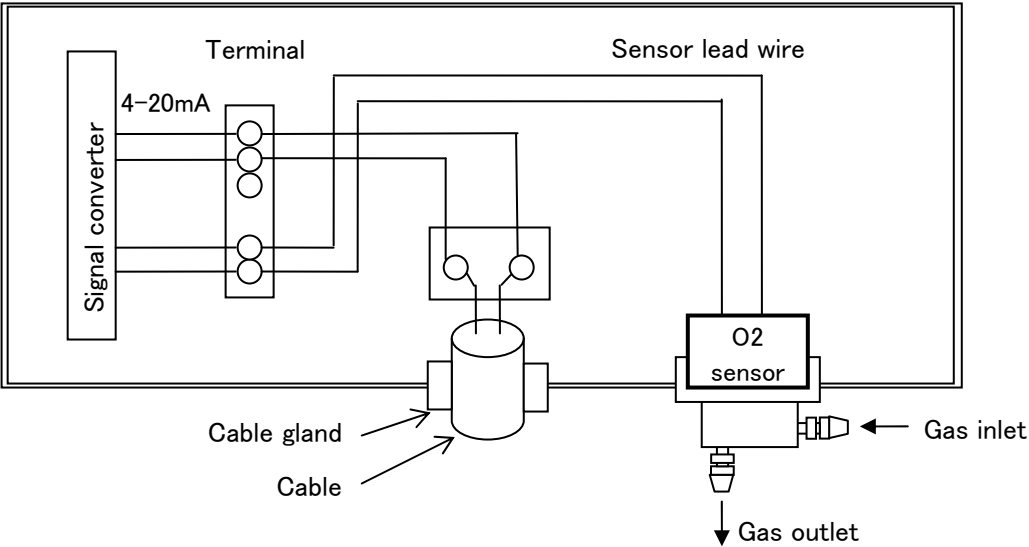 Terminal
Sensor lead wire
4-20mA
Signal converter
O2
sensor
Cable gland
Gas inlet
Cable
Gas outlet